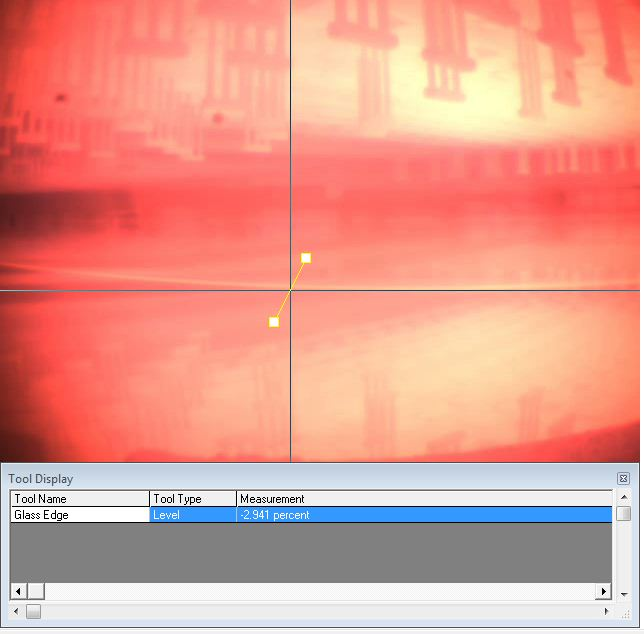 Tool Display
Tool Name Tool Type Measurement
Glass Edge Level -2.941 percent